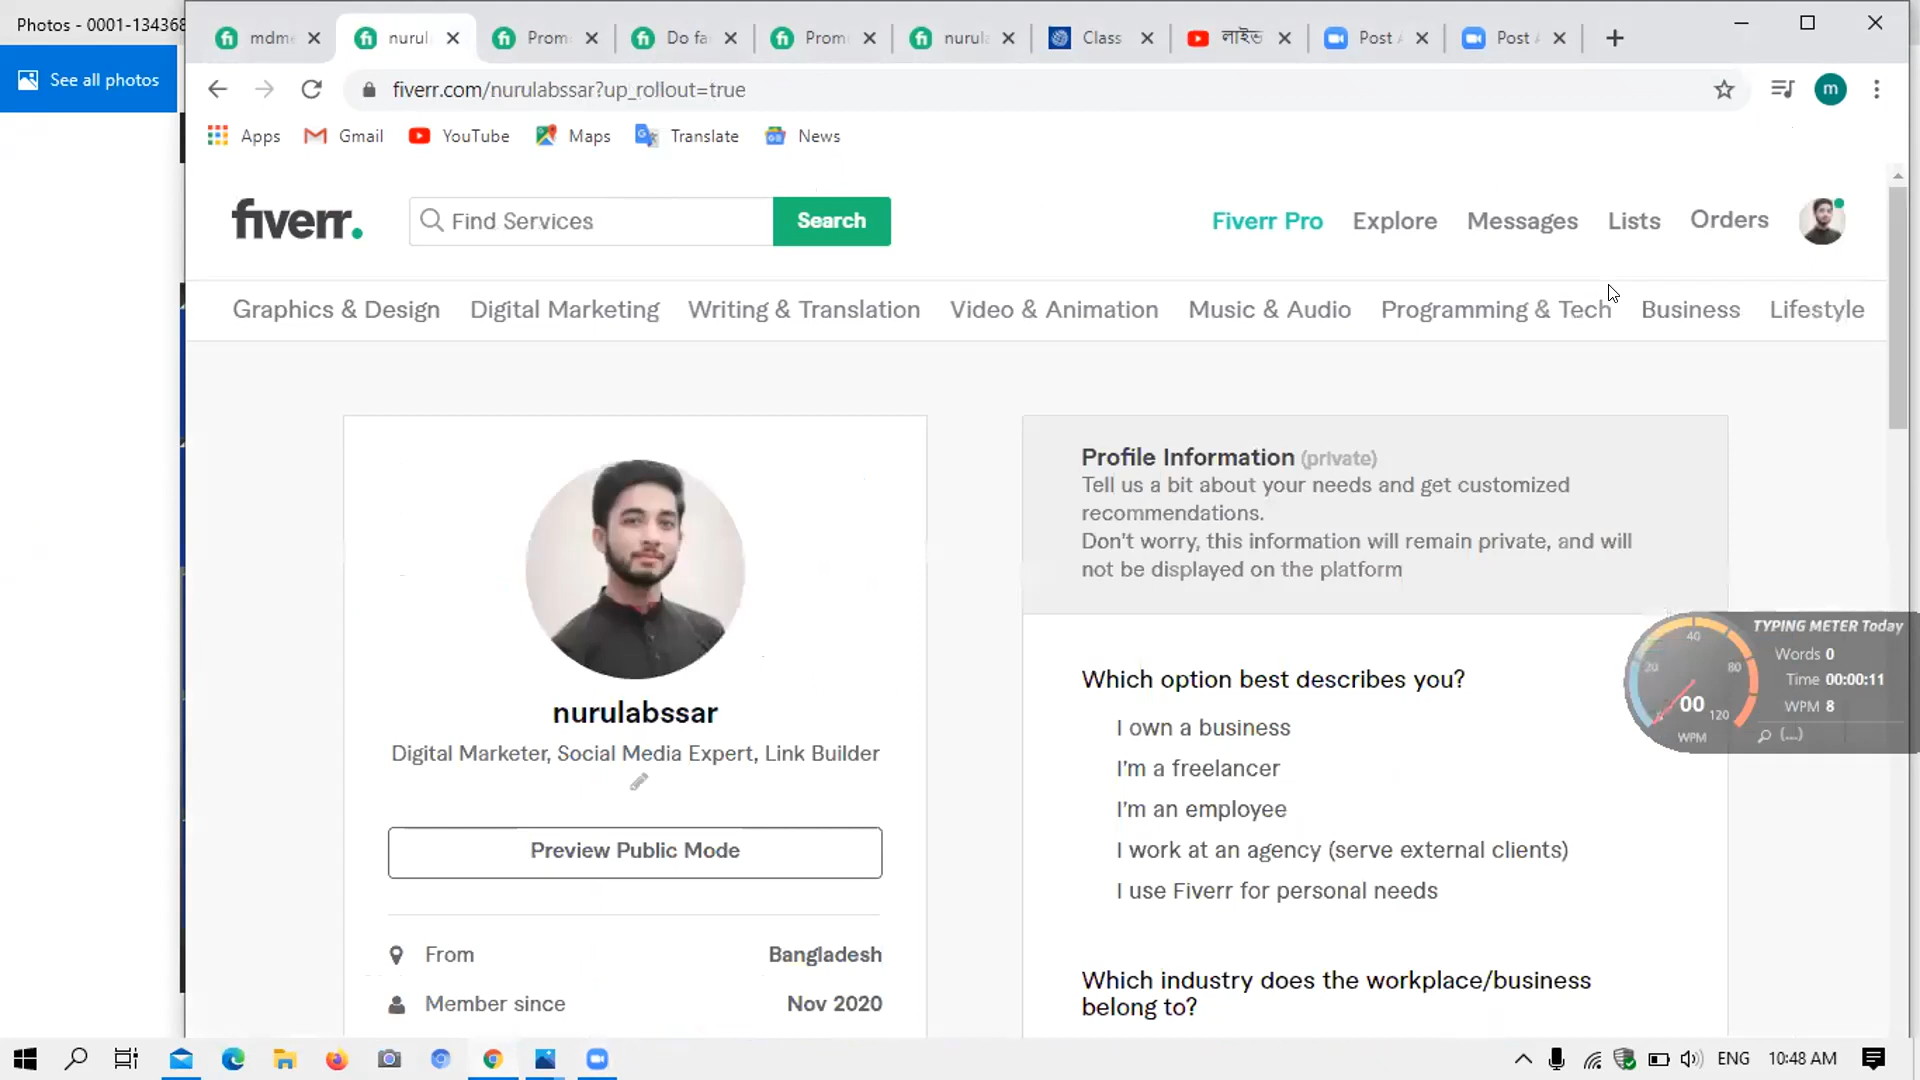 Photos - 0001-134368
See all photos
mdme
nurul
Prom
Do fa
Prom
nurula
Class
লাইভ
Post A
Post A
fiverr.com/nurulabssar?up_rollout=true
m
Apps
Gmail
YouTube
Maps
Translate
News
fiverr.
Find Services
Search
Fiverr Pro
Explore
Messages
Lists
Orders
Graphics & Design
Digital Marketing
Writing & Translation
Video & Animation
Music & Audio
Programming & Tech
Business
Lifestyle
nurulabssar
Digital Marketer, Social Media Expert, Link Builder
Preview Public Mode
From Bangladesh
Member since Nov 2020
Profile Information (private)
Tell us a bit about your needs and get customized
recommendations.
Don't worry, this information will remain private, and will
not be displayed on the platform
Which option best describes you?
I own a business
I'm a freelancer
I'm an employee
I work at an agency (serve external clients)
I use Fiverr for personal needs
Which industry does the workplace/business
belong to?
TYPING METER Today
Words 0
Time 00:00:11
WPM 8
(...)
20
40
80
120
00
WPM
ENG
10:48 AM